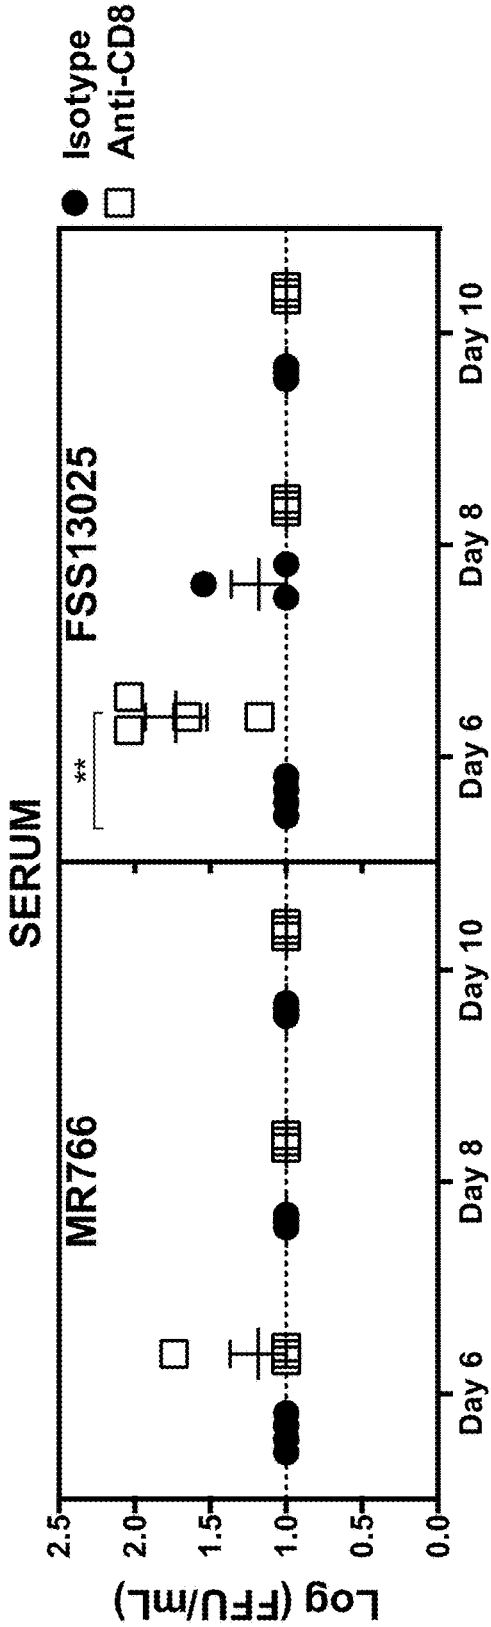 SERUM
MR766
FSS13025
Isotype
Anti-CD8
**
Log (FFU/mL)
2.5
2.0
1.5
1.0
0.5
0.0
Day 6
Day 8
Day 10
Day 6
Day 8
Day 10